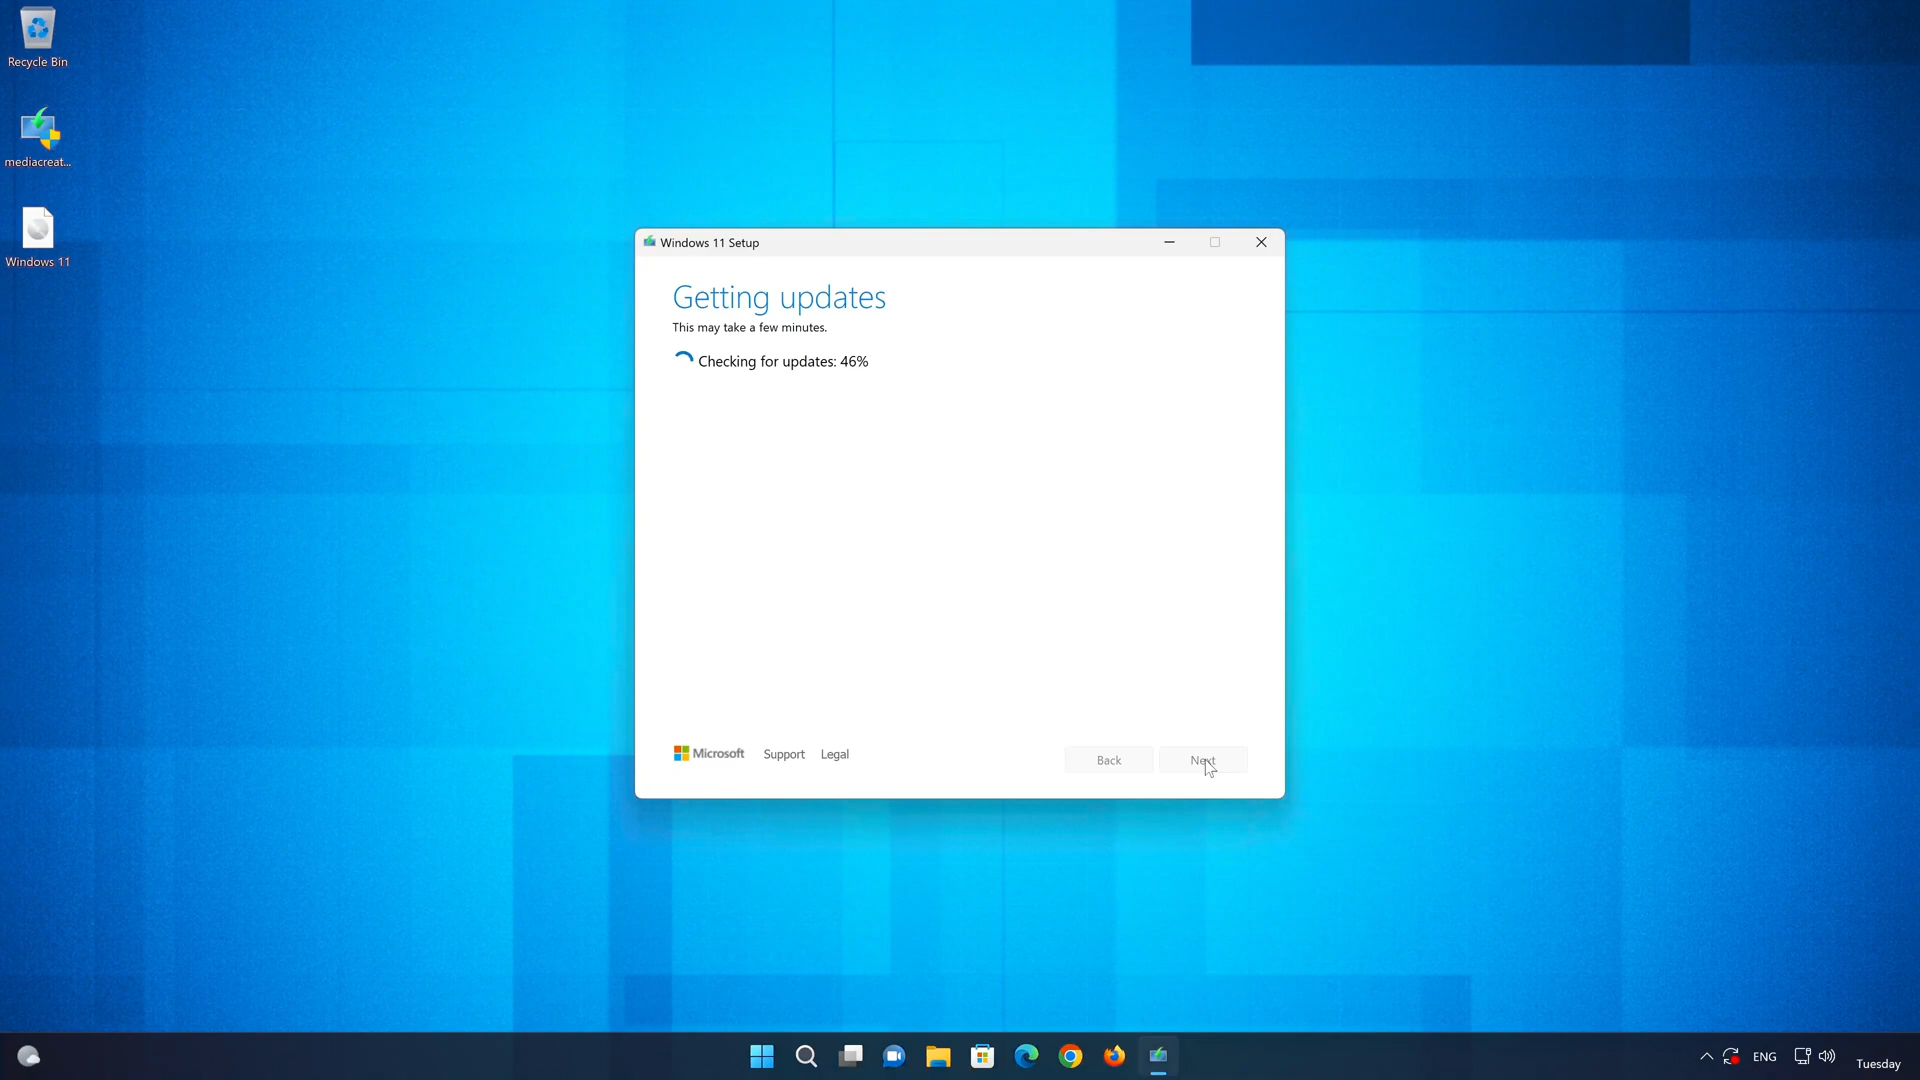 Recycle Bin
mediacreat...
Windows 11
Windows 11 Setup
Getting updates
This may take a few minutes.
Checking for updates: 46%
Microsoft
Support
Legal
Back
Next
ENG
Tuesday